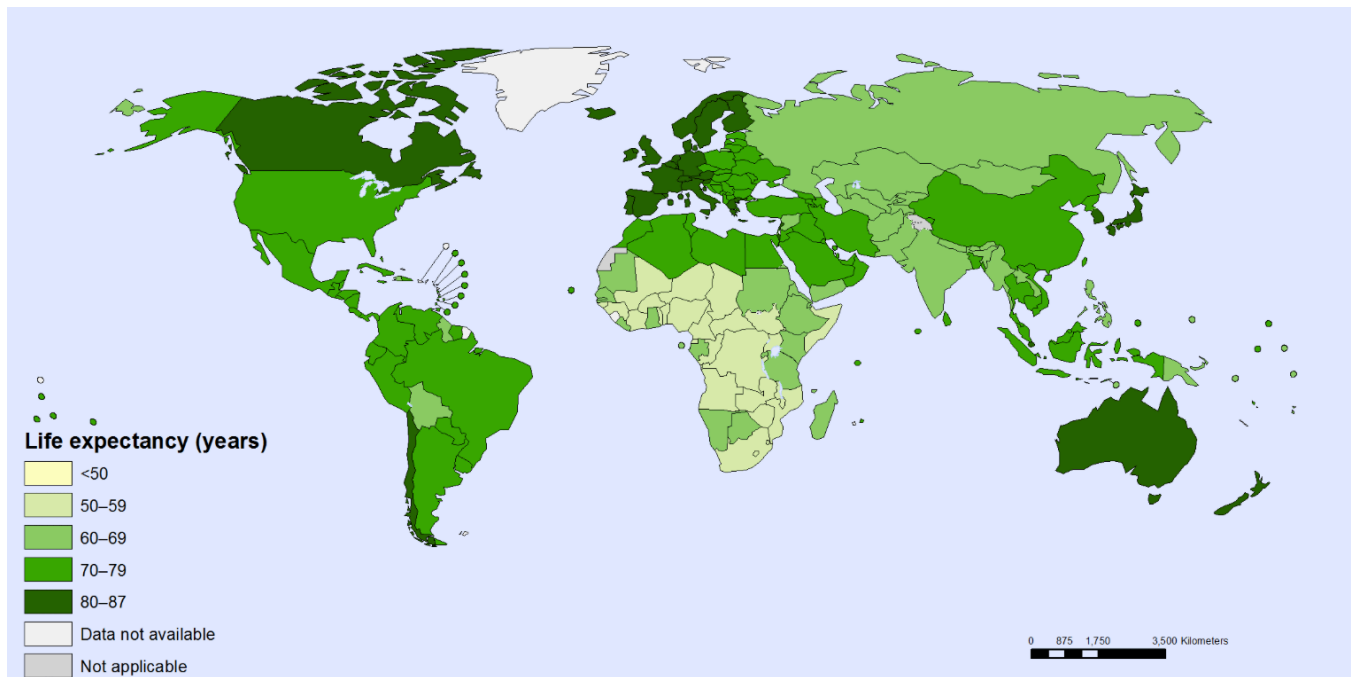 Life expectancy (years)
<50
50–59
60–69
70–79
80–87
Data not available
Not applicable
0 875 1,750 3,500 Kilometers